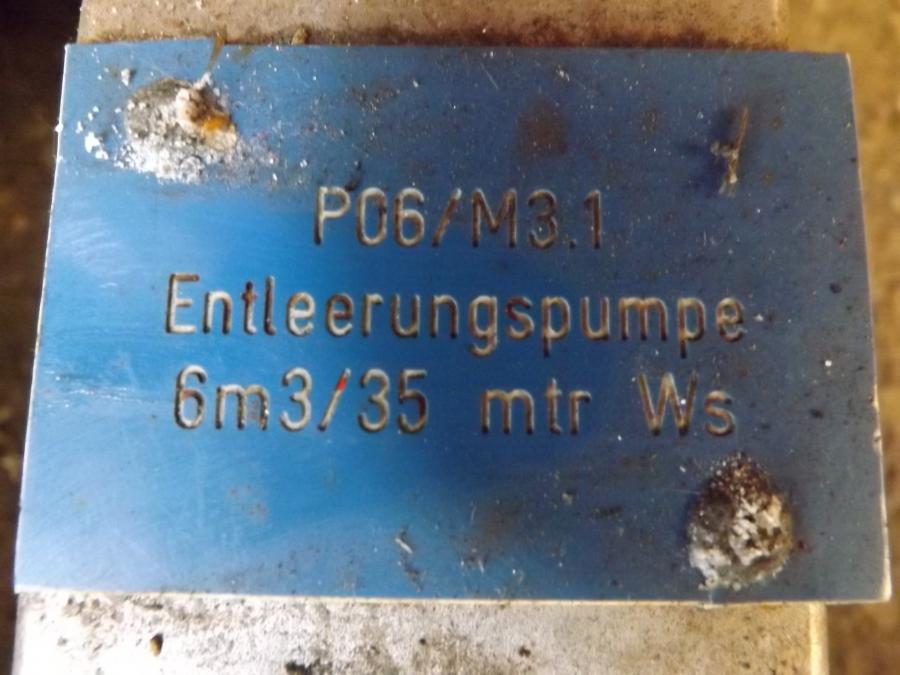 P06/M3.1
Entleerungspumpe
6m3/35 mtr Ws